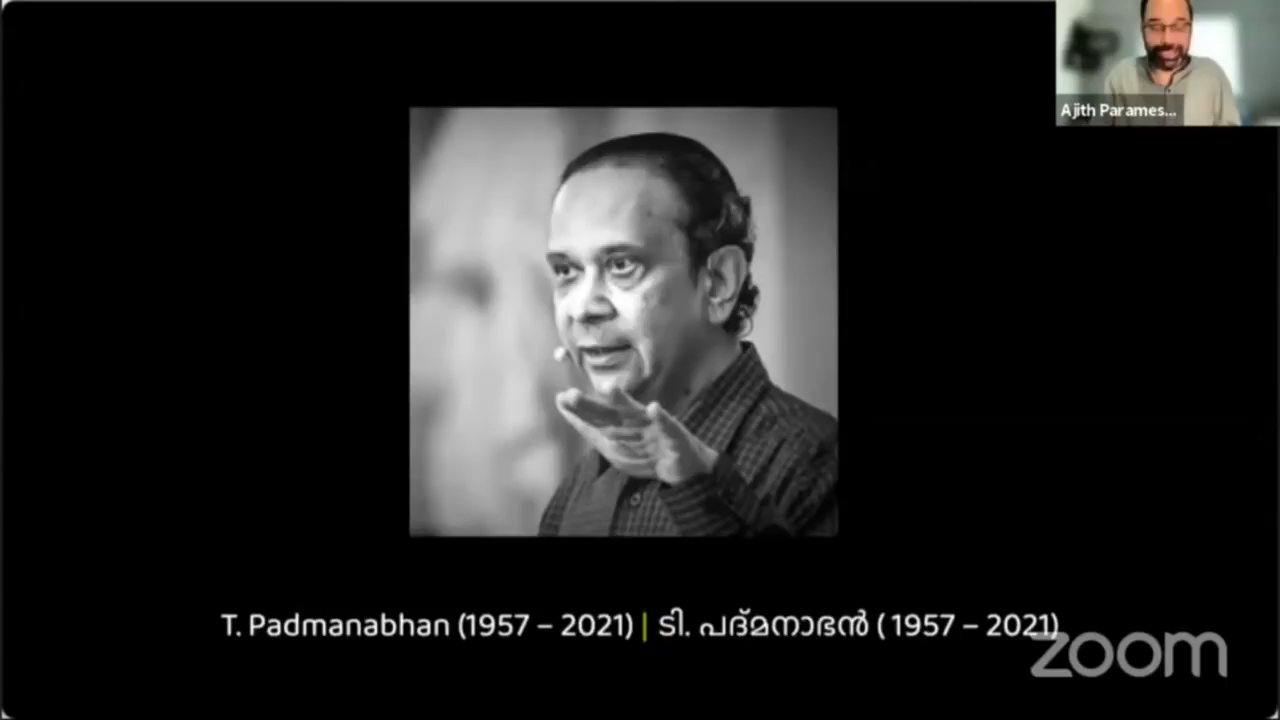 Ajith Parames...
T. Padmanabhan (1957 – 2021) | ടി. പദ്മനാഭൻ ( 1957 – 2021)
zoom